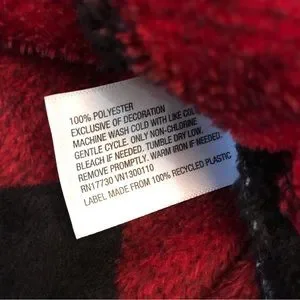 100% POLYESTER
EXCLUSIVE OF DECORATION
MACHINE WASH COLD WITH LIKE COL
GENTLE CYCLE. ONLY NON-CHLORINE
BLEACH IF NEEDED. TUMBLE DRY LOW.
REMOVE PROMPTLY. WARM IRON IF NEEDED.
RN17730 VN1300110
LABEL MADE FROM 100% RECYCLED PLASTIC